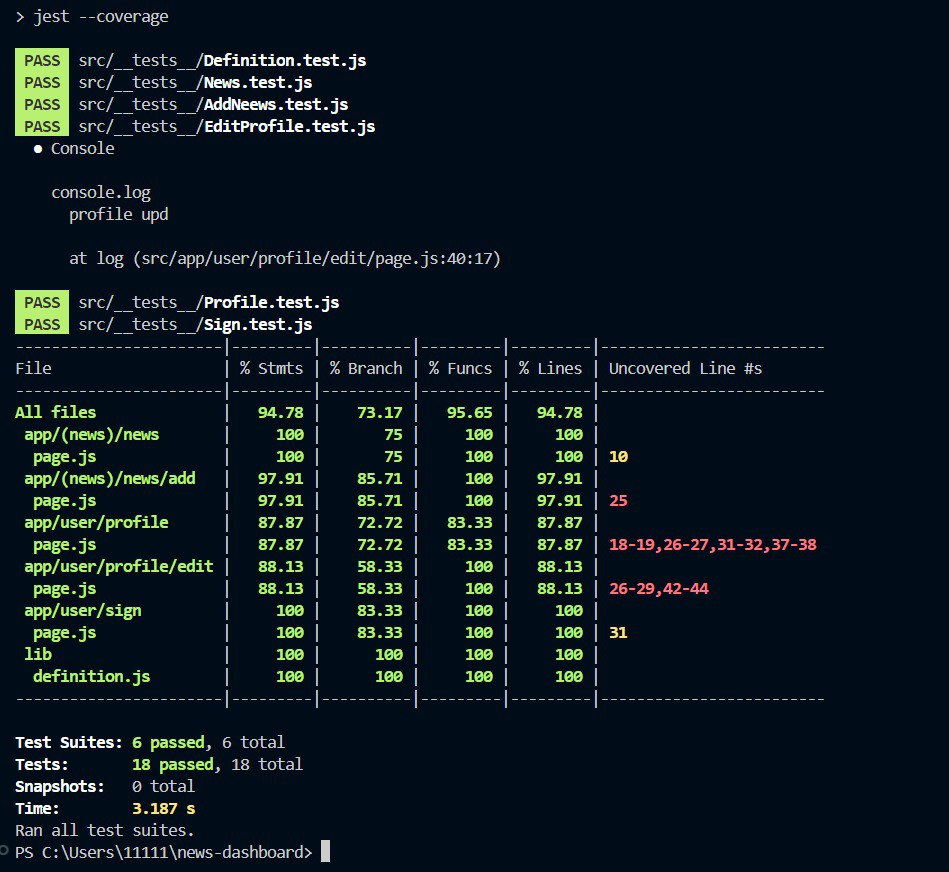 > jest --coverage
PASS src/__tests__/Definition.test.js
PASS src/__tests__/News.test.js
PASS src/__tests__/AddNeews.test.js
PASS src/__tests__/EditProfile.test.js
● Console
console.log
profile upd
at log (src/app/user/profile/edit/page.js:40:17)
PASS src/__tests__/Profile.test.js
PASS src/__tests__/Sign.test.js
-----------------------|---------|----------|---------|---------|-------------------------
File | % Stmts | % Branch | % Funcs | % Lines | Uncovered Line #s
-----------------------|---------|----------|---------|---------|-------------------------
All files | 94.78 | 73.17 | 95.65 | 94.78 |
app/(news)/news | 100 | 75 | 100 | 100 |
page.js | 100 | 75 | 100 | 100 | 10
app/(news)/news/add | 97.91 | 85.71 | 100 | 97.91 |
page.js | 97.91 | 85.71 | 100 | 97.91 | 25
app/user/profile | 87.87 | 72.72 | 83.33 | 87.87 |
page.js | 87.87 | 72.72 | 83.33 | 87.87 | 18-19,26-27,31-32,37-38
app/user/profile/edit | 88.13 | 58.33 | 100 | 88.13 |
page.js | 88.13 | 58.33 | 100 | 88.13 | 26-29,42-44
app/user/sign | 100 | 83.33 | 100 | 100 |
page.js | 100 | 83.33 | 100 | 100 | 31
lib | 100 | 100 | 100 | 100 |
definition.js | 100 | 100 | 100 | 100 |
-----------------------|---------|----------|---------|---------|-------------------------
Test Suites: 6 passed, 6 total
Tests: 18 passed, 18 total
Snapshots: 0 total
Time: 3.187 s
Ran all test suites.
PS C:\Users\11111\news-dashboard>